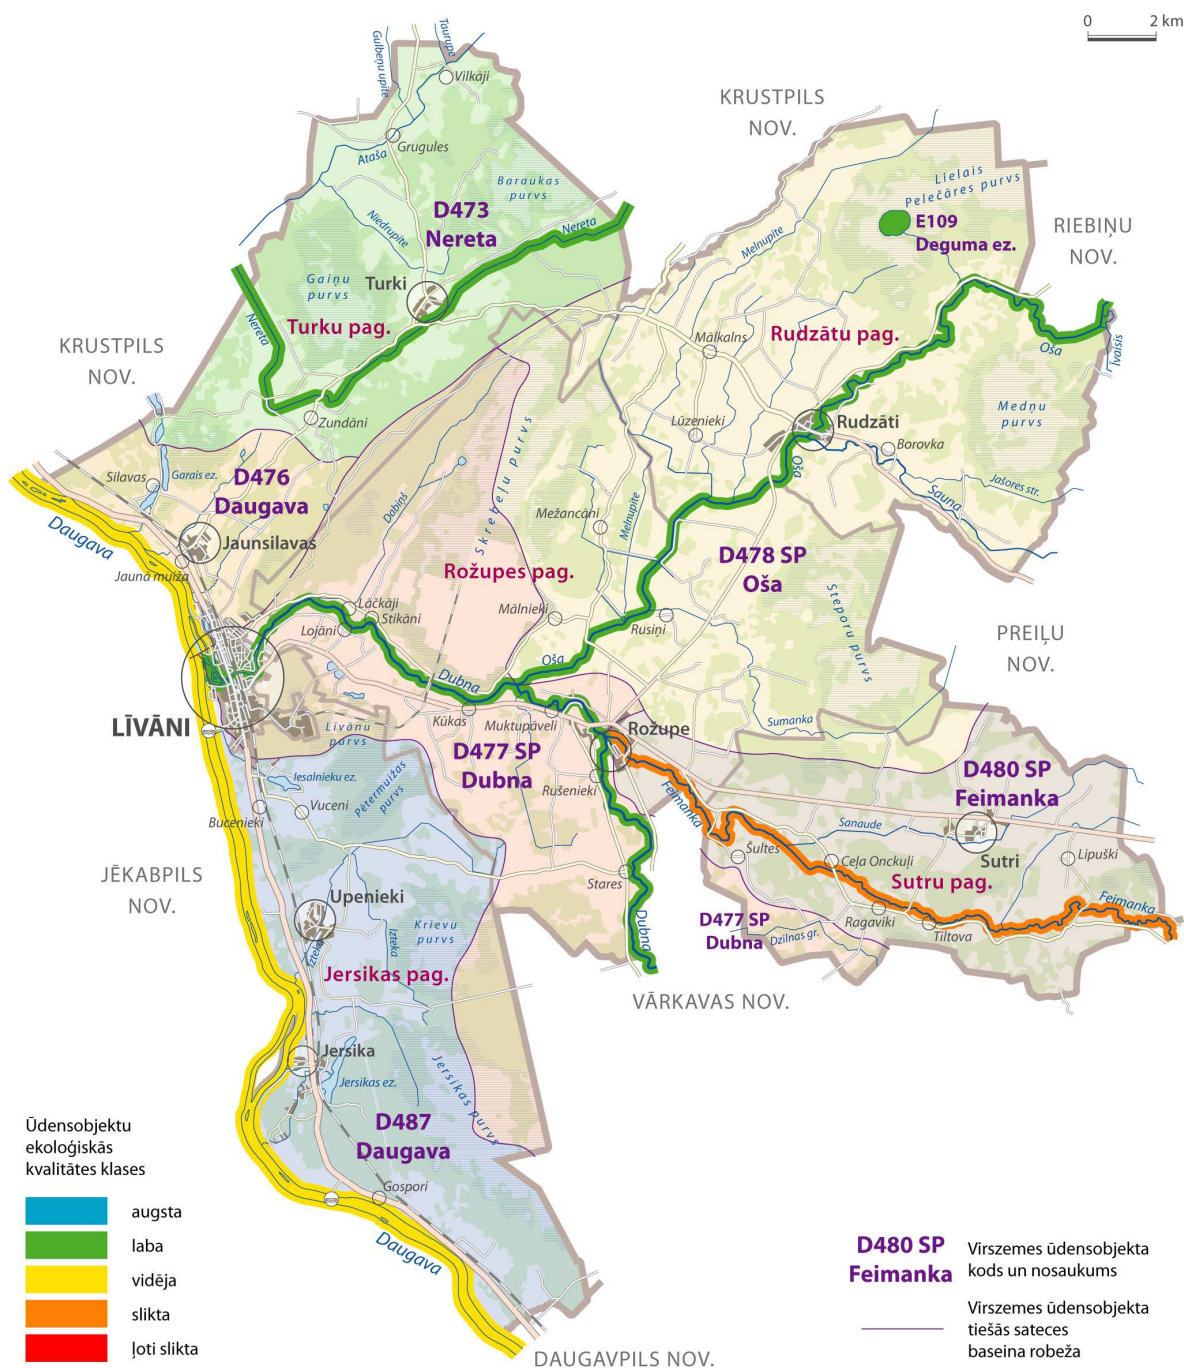 0 2 km
KRUSTPILS
NOV.
Gulbeņu upīte
Taurupe
Vilkāji
Grugules
Ataša
Niedrupīte
Baraukas
purvs
D473
Nereta
Nereta
Gaiņu
purvs
Turki
Turku pag.
Nereta
Zundāni
KRUSTPILS
NOV.
Lielais
Pelečāres purvs
E109
Deguma ez.
RIEBIŅU
NOV.
Melnupīte
Mālkalns
Rudzātu pag.
Oša
Īvaisis
Medņu
purvs
Lūzenieki
Rudzāti
Borovka
Oša
Sauna
Jašores str.
Silavas
Garais ez.
D476
Daugava
Daugava
Jaunsilavas
Jauna muiža
Dabiņš
Skrebeļu purvs
Mežancāni
Melnupīte
Rožupes pag.
D478 SP
Oša
Steporu purvs
Mālnieki
Rusiņi
Lāčkāji
Stikāni
Lojāni
Oša
Dubna
PREIĻU
NOV.
LĪVĀNI
Līvānu
purvs
Kūkas
Muktupāveli
Rožupe
Sumanka
D477 SP
Dubna
Rušenieki
Feimanka
D480 SP
Feimanka
Iesalnieku ez.
Pētermuižas
purvs
Vuceni
Bucenieki
Sanaude
Sutri
Lipuški
Šultes
Ceļa Onckuļi
Sutru pag.
JĒKABPILS
NOV.
Upenieki
Stares
Dubna
Feimanka
Ragaviki
Tiltova
D477 SP
Dubna
Dzilnas gr.
Krievu
purvs
Izteka
Izteka
Jersikas pag.
VĀRKAVAS NOV.
Jersika
Jersikas ez.
Jersikas purvs
D487
Daugava
Gospori
Daugava
DAUGAVPILS NOV.
Ūdensobjektu
ekoloģiskās
kvalitātes klases
augsta
laba
vidēja
slikta
ļoti slikta
D480 SP
Feimanka
Virszemes ūdensobjekta
kods un nosaukums
Virszemes ūdensobjekta
tiešās sateces
baseina robeža